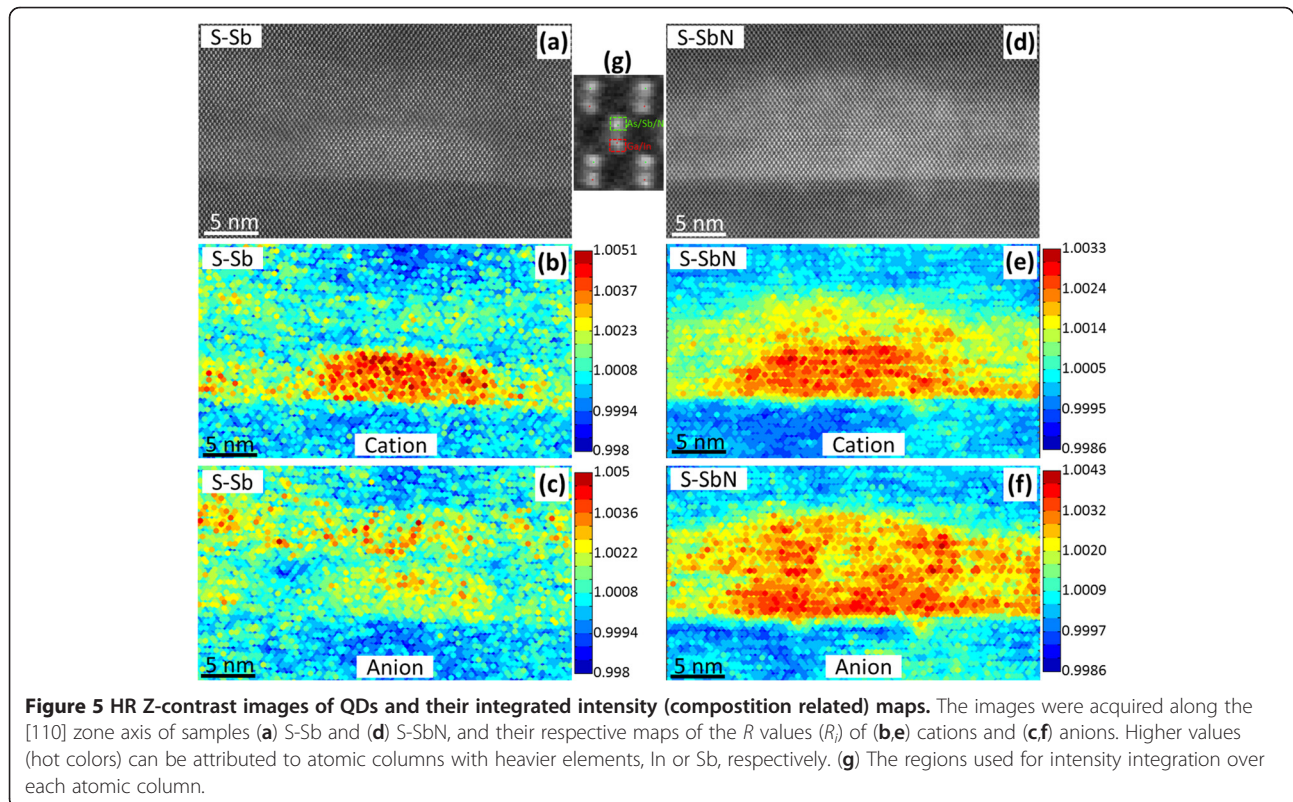 S-Sb
(a)
5 nm
(g)
As/Sb/N
Ga/In
S-SbN
(d)
5 nm
S-Sb
(b)
5 nm
Cation
1.0051
1.0037
1.0023
1.0008
0.9994
0.998
S-SbN
(e)
5 nm
Cation
1.0033
1.0024
1.0014
1.0005
0.9995
0.9986
S-Sb
(c)
5 nm
Anion
1.005
1.0036
1.0022
1.0008
0.9994
0.998
S-SbN
(f)
5 nm
Anion
1.0043
1.0032
1.0020
1.0009
0.9997
0.9986
Figure 5 HR Z-contrast images of QDs and their integrated intensity (compostition related) maps. The images were acquired along the
[110] zone axis of samples (a) S-Sb and (d) S-SbN, and their respective maps of the R values (Ri) of (b,e) cations and (c,f) anions. Higher values
(hot colors) can be attributed to atomic columns with heavier elements, In or Sb, respectively. (g) The regions used for intensity integration over
each atomic column.